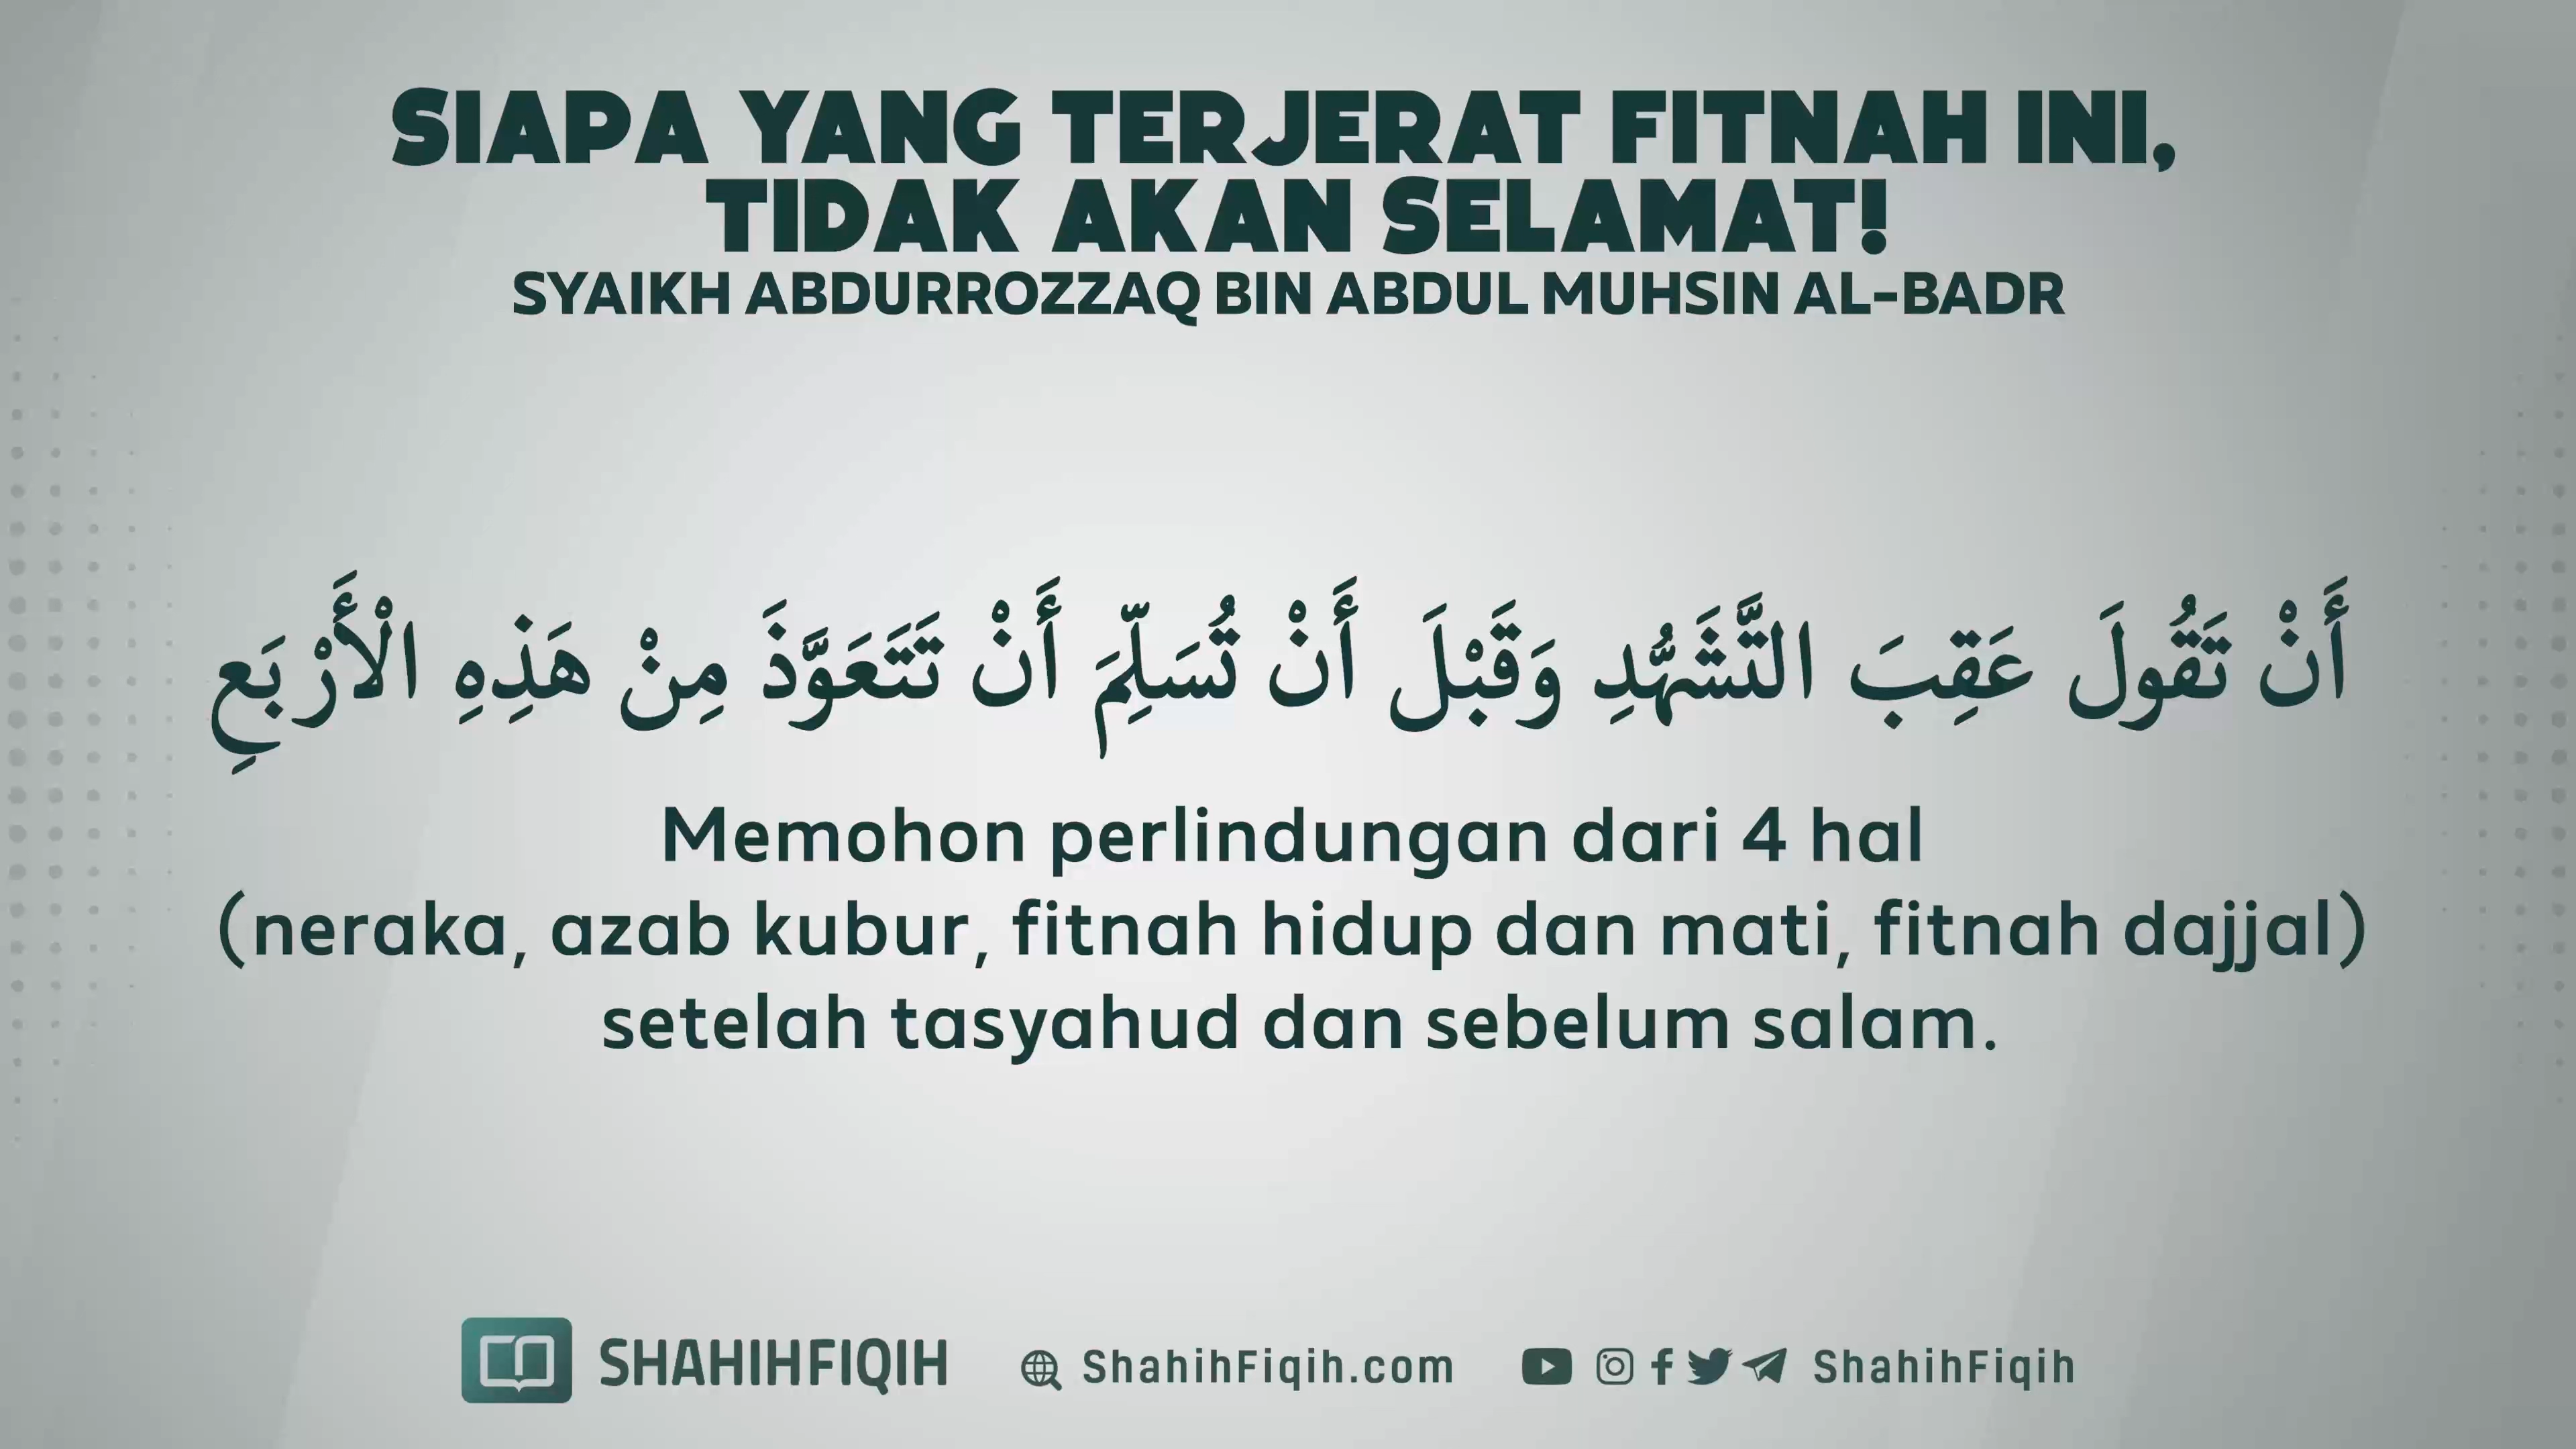 SIAPA YANG TERJERAT FITNAH INI,
TIDAK AKAN SELAMAT!
SYAIKH ABDURROZZAQ BIN ABDUL MUHSIN AL-BADR
أَنْ تَقُولَ عَقِبَ التَّشَهُّدِ وَقَبْلَ أَنْ تُسَلِّمَ أَنْ تَتَعَوَّذَ مِنْ هَذِهِ الْأَرْبَعِ
Memohon perlindungan dari 4 hal
(neraka, azab kubur, fitnah hidup dan mati, fitnah dajjal)
setelah tasyahud dan sebelum salam.
SHAHIHFIQIH ShahihFiqih.com ShahihFiqih